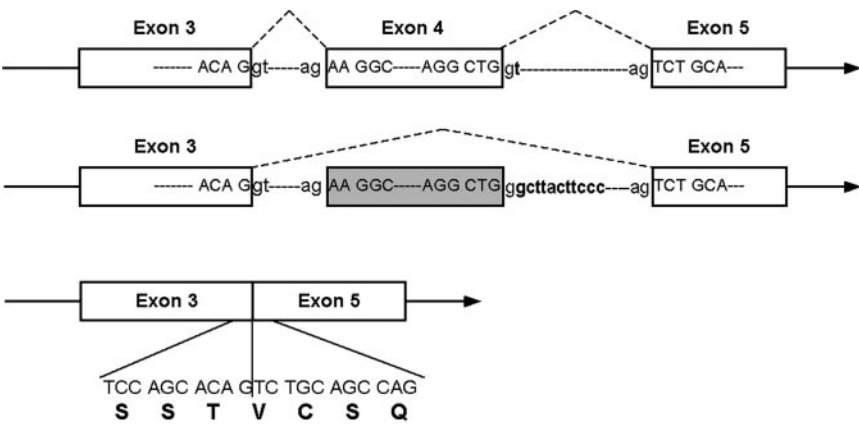 Exon 3 Exon 4 Exon 5
------ ACA G gt-----ag AA GGC-----AGG CTG gt--------------------ag TCT GCA---
Exon 3 Exon 5
------ ACA G gt-----ag AA GGC-----AGG CTG ggcttacttccc----ag TCT GCA---
Exon 3 Exon 5
TCC AGC ACA GTC TGC AGC CAG
S S T V C S Q